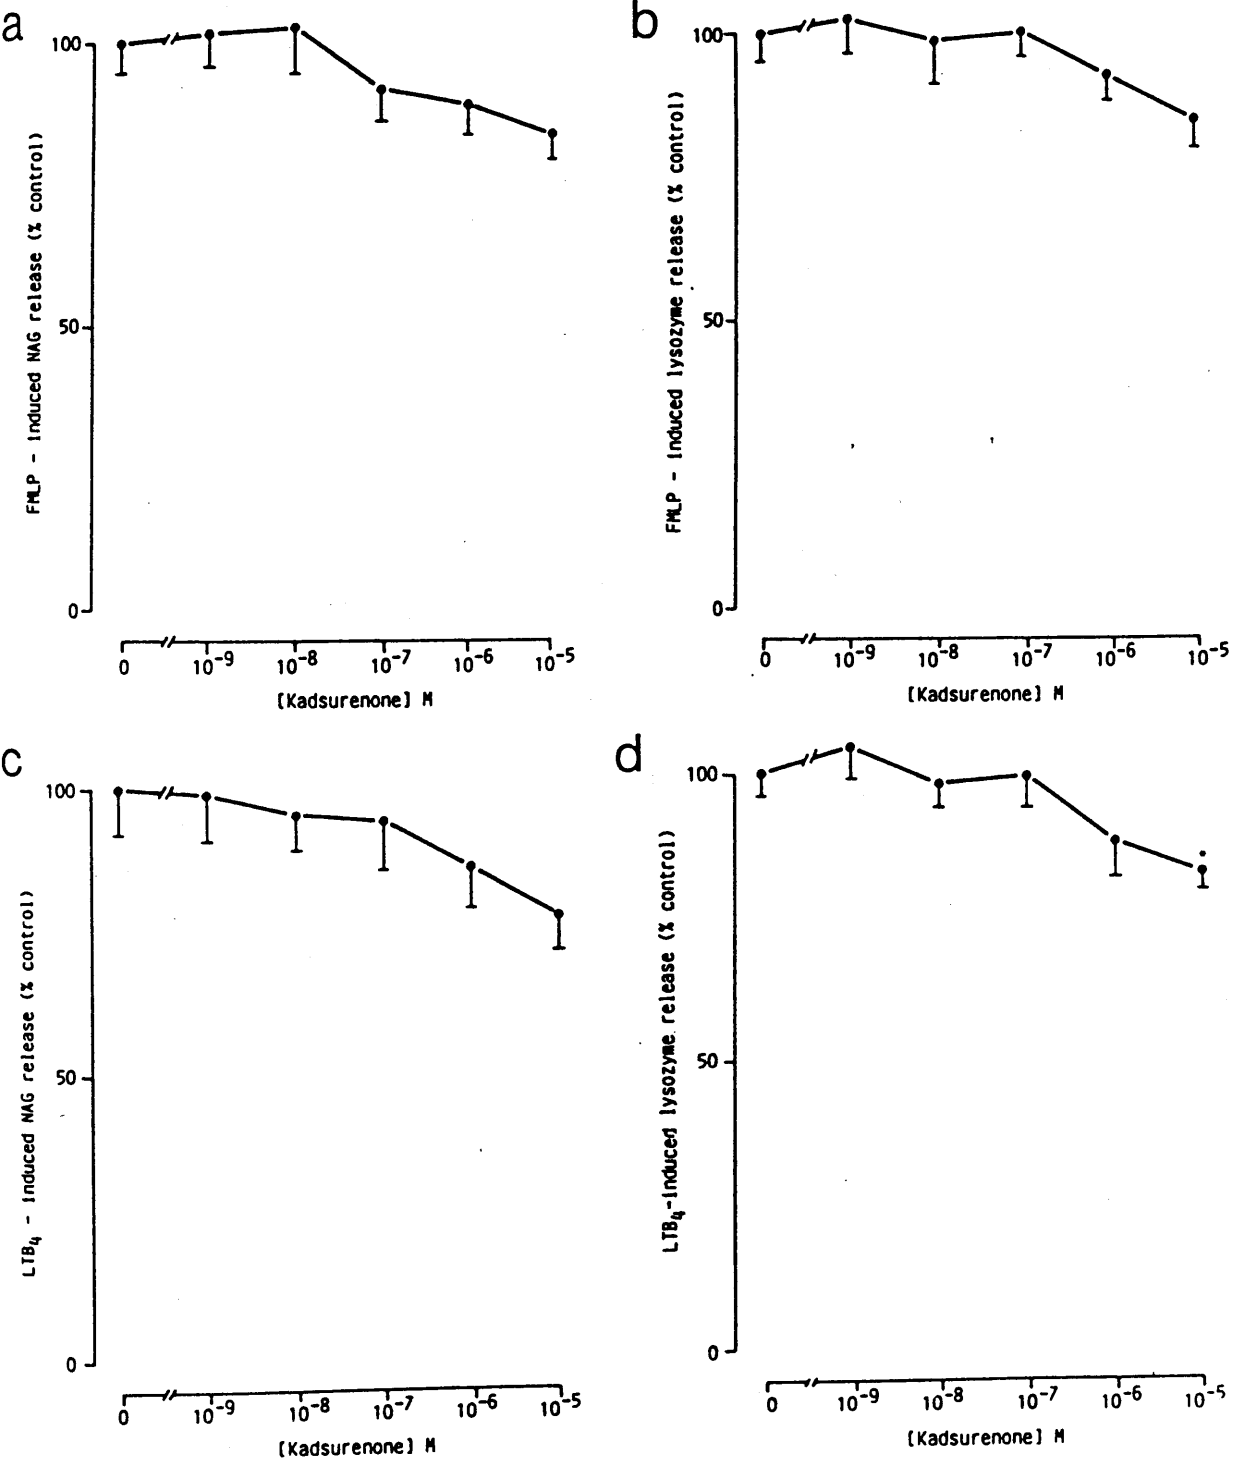 a
100
50
0
FMLP - induced NAG release (% control)
0 10-9 10-8 10-7 10-6 10-5
[Kadsurenone] M
b
100
50
0
FMLP - induced lysozyme release (% control)
0 10-9 10-8 10-7 10-6 10-5
[Kadsurenone] M
c
100
50
0
LTB4 - induced NAG release (% control)
0 10-9 10-8 10-7 10-6 10-5
[Kadsurenone] M
d
100
50
0
LTB4-induced lysozyme release (% control)
0 10-9 10-8 10-7 10-6 10-5
[Kadsurenone] M